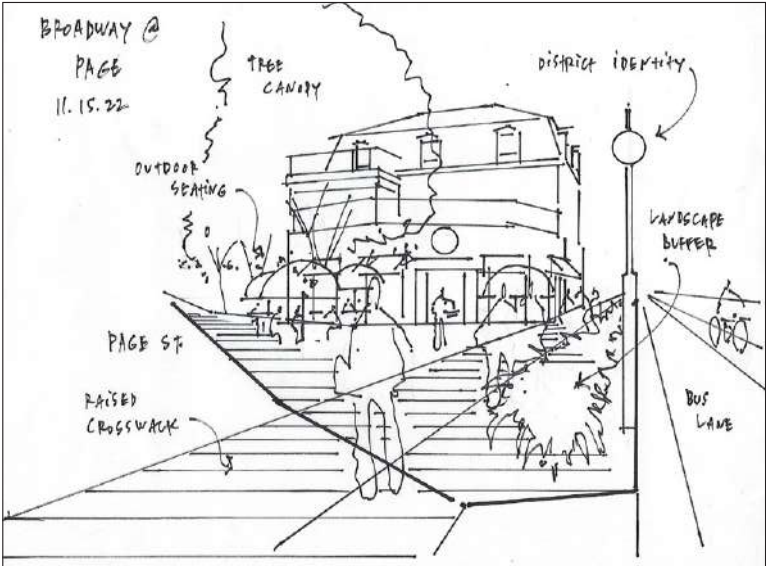 BROADWAY @
PAGE
11.15.22
TREE
CANOPY
DISTRICT IDENTITY
OUTDOOR
SEATING
LANDSCAPE
BUFFER
PAGE ST.
RAISED
CROSSWALK
BUS
LANE